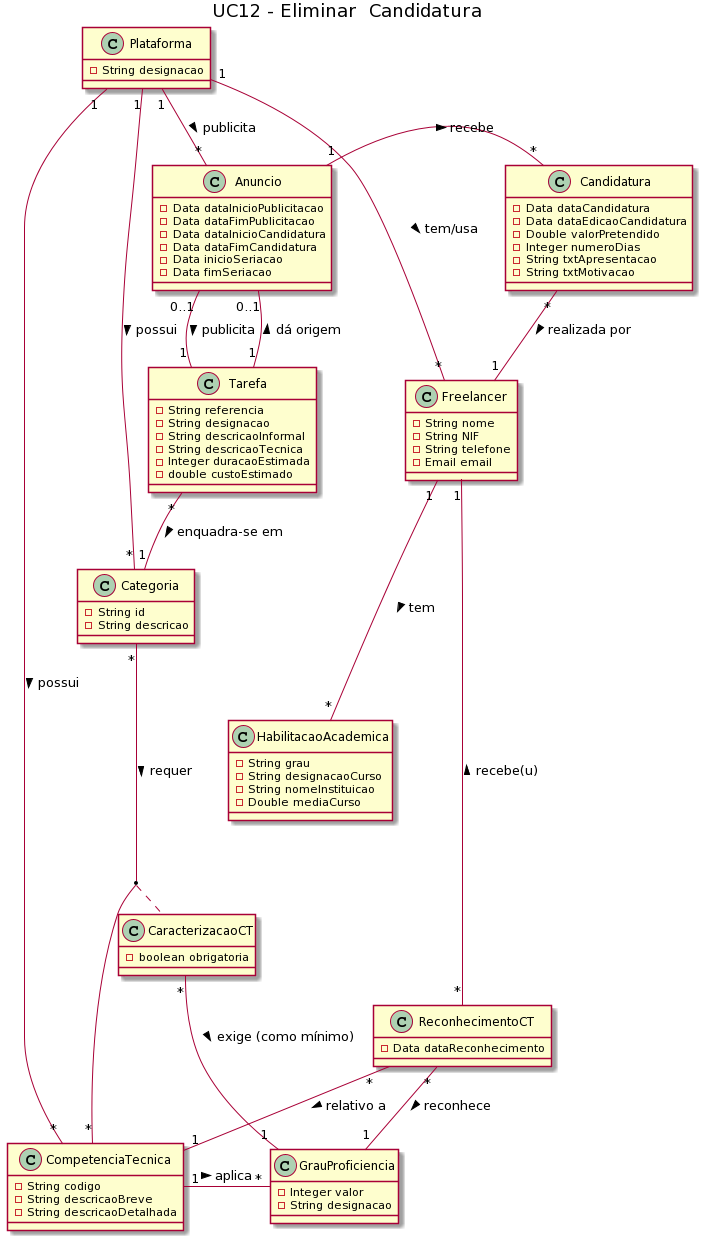 UC12 - Eliminar  Candidatura
C Plataforma
String designacao
1
1
1
1
publicita
recebe
1
*
*
C Anuncio
Data dataInicioPublicitacao
Data dataFimPublicitacao
Data dataInicioCandidatura
Data dataFimCandidatura
Data inicioSeriacao
Data fimSeriacao
C Candidatura
Data dataCandidatura
Data dataEdicaoCandidatura
Double valorPretendido
Integer numeroDias
String txtApresentacao
String txtMotivacao
tem/usa
0..1
0..1
*
possui
publicita
dá origem
realizada por
1
1
*
1
C Tarefa
String referencia
String designacao
String descricaoInformal
String descricaoTecnica
Integer duracaoEstimada
double custoEstimado
C Freelancer
String nome
String NIF
String telefone
Email email
*
1
1
enquadra-se em
*
1
C Categoria
String id
String descricao
tem
*
possui
*
C HabilitacaoAcademica
String grau
String designacaoCurso
String nomeInstituicao
Double mediaCurso
requer
recebe(u)
C CaracterizacaoCT
boolean obrigatoria
*
*
C ReconhecimentoCT
Data dataReconhecimento
exige (como mínimo)
*
*
relativo a
reconhece
*
*
1
1
1
C CompetenciaTecnica
String codigo
String descricaoBreve
String descricaoDetalhada
1
aplica
*
C GrauProficiencia
Integer valor
String designacao